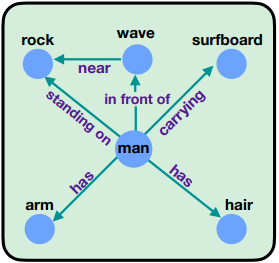 rock
wave
surfboard
near
in front of
standing on
carrying
man
has
has
arm
hair